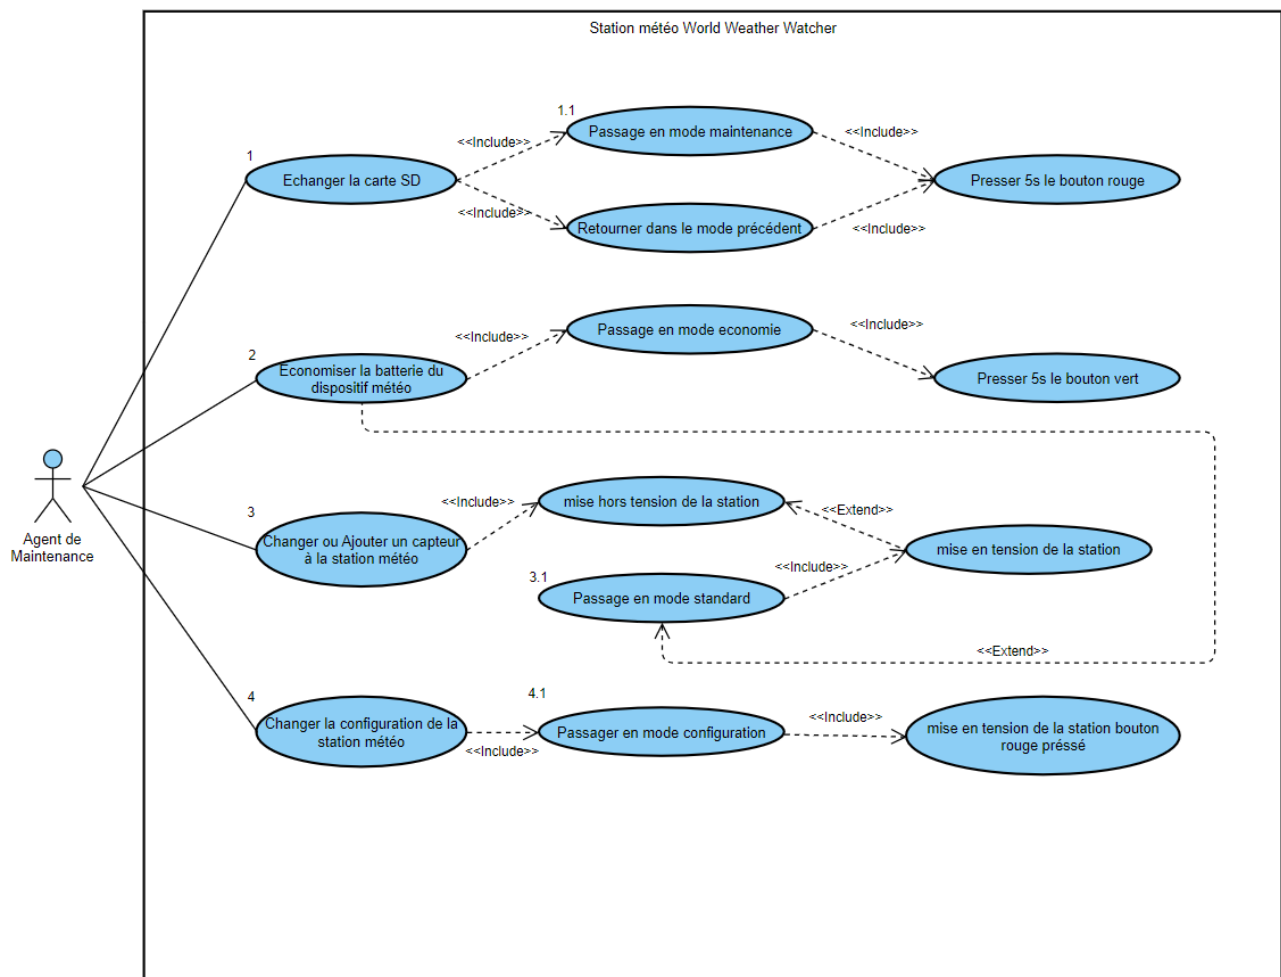 Station météo World Weather Watcher
1.1
Passage en mode maintenance
<<Include>>
<<Include>>
1
Echanger la carte SD
Presser 5s le bouton rouge
<<Include>>
Retourner dans le mode précédent
<<Include>>
Passage en mode economie
<<Include>>
<<Include>>
2
Economiser la batterie du
dispositif météo
Presser 5s le bouton vert
Agent de
Maintenance
<<Include>>
mise hors tension de la station
3
<<Extend>>
Changer ou Ajouter un capteur
à la station météo
mise en tension de la station
<<Include>>
3.1
Passage en mode standard
<<Extend>>
4
4.1
Changer la configuration de la
station météo
<<Include>>
Passager en mode configuration
<<Include>>
mise en tension de la station bouton
rouge préssé